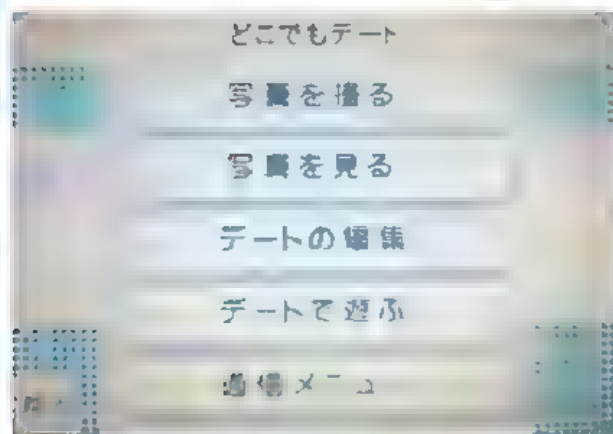 どこでもデート
写真を撮る
写真を見る
デートの編集
デートで遊ぶ
通信メニュー